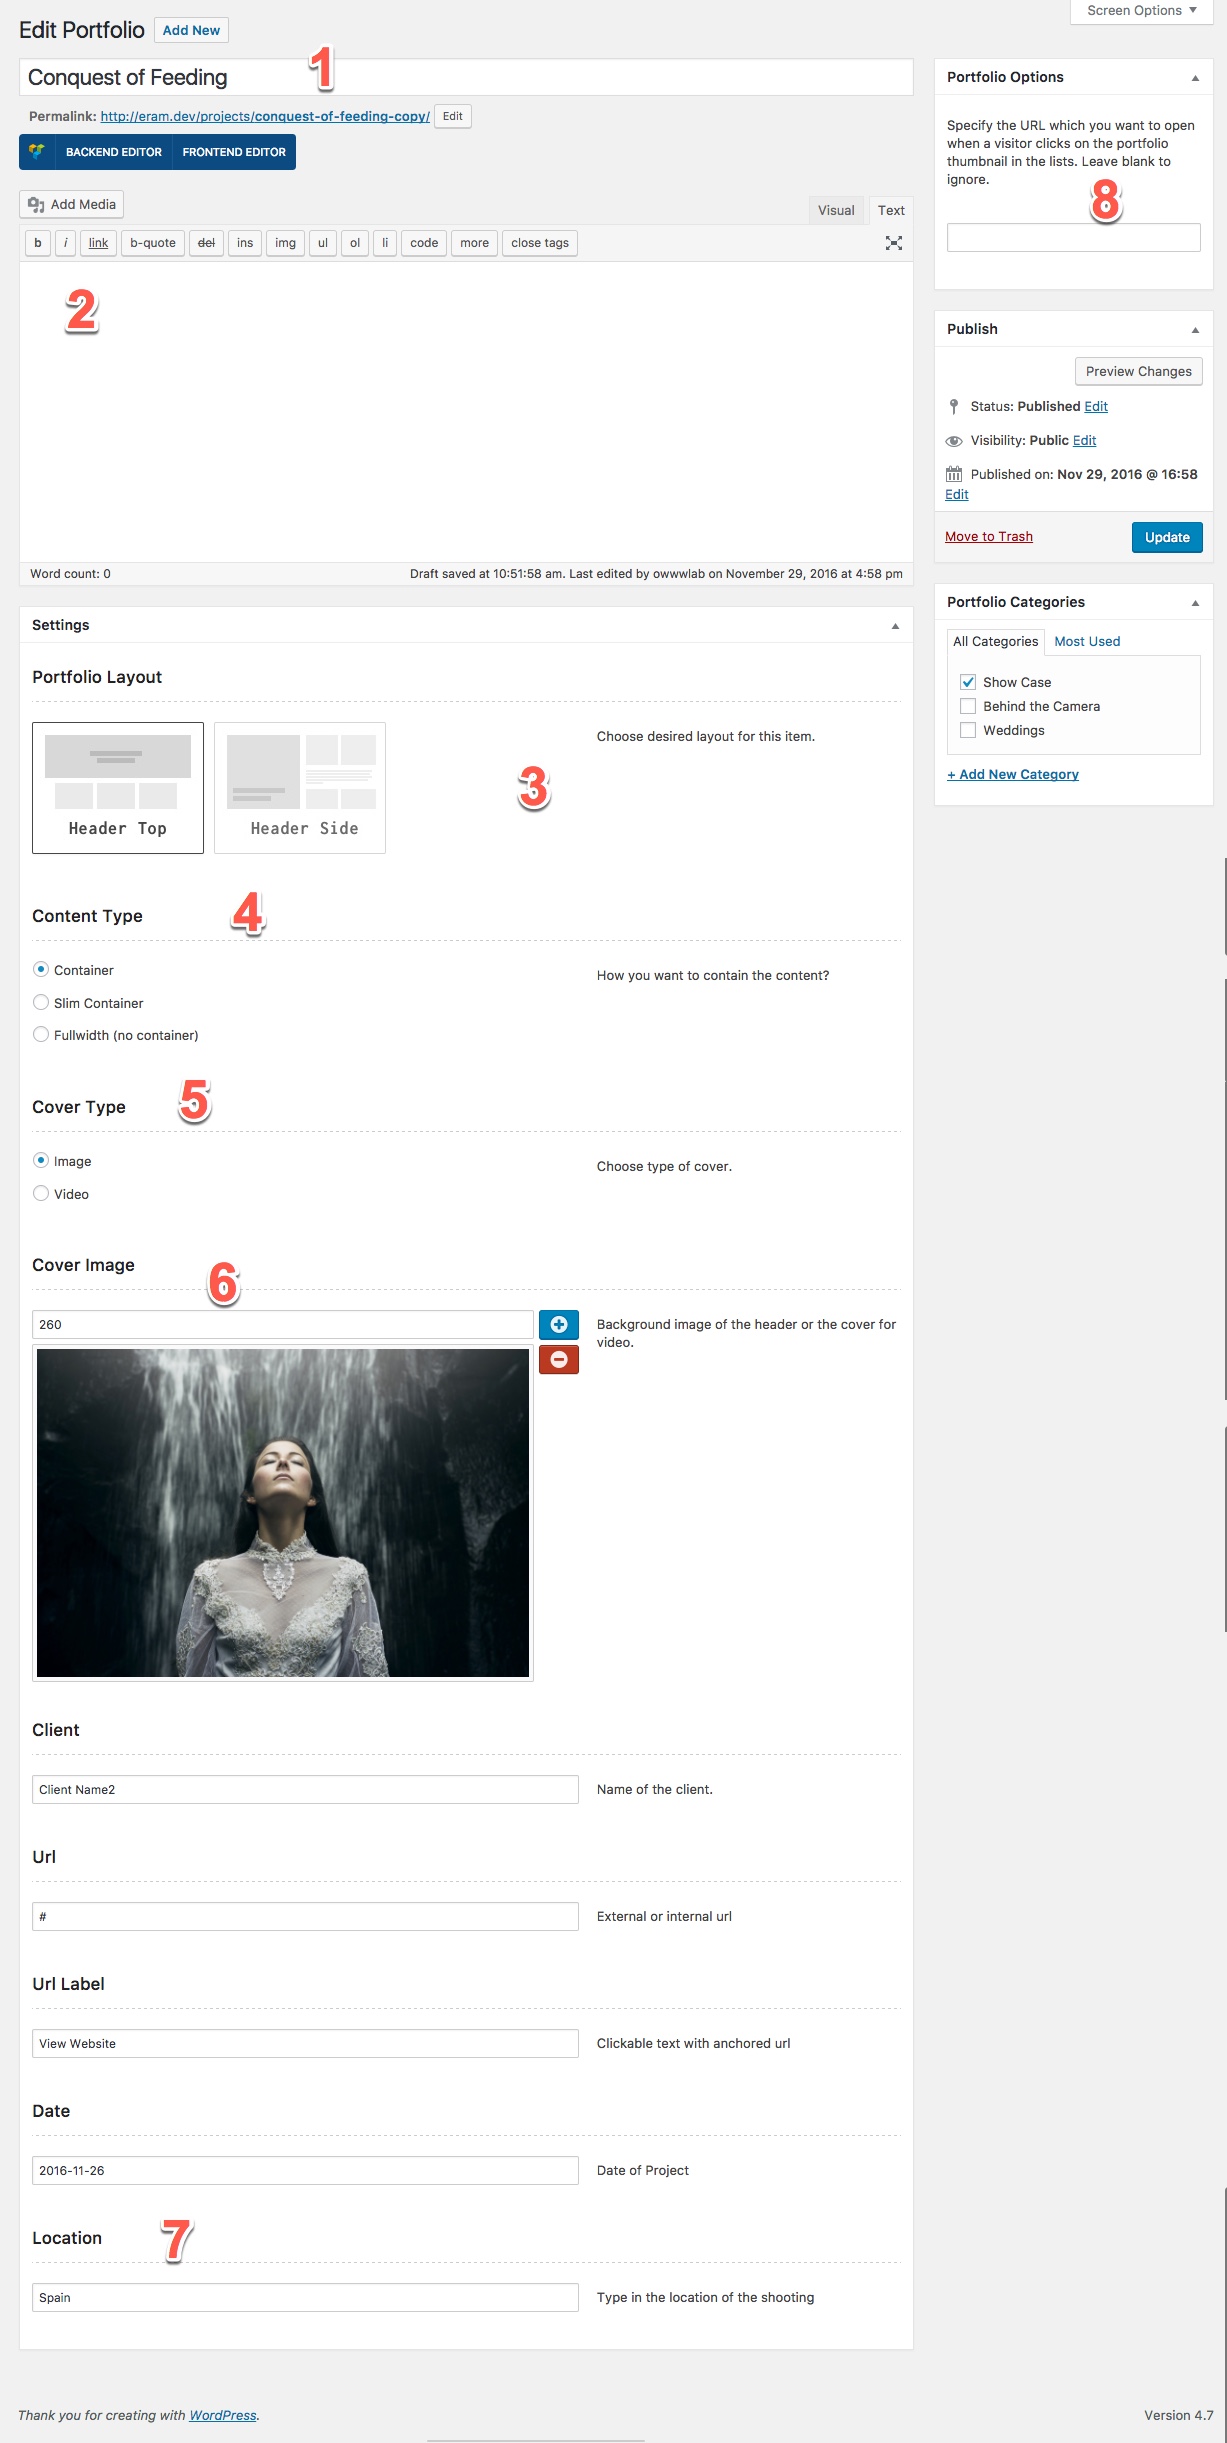 Screen Options
Edit Portfolio Add New
1
Conquest of Feeding
Permalink: http://eram.dev/projects/conquest-of-feeding-copy/ Edit
BACKEND EDITOR FRONTEND EDITOR
Add Media
Visual Text
b i link b-quote del ins img ul ol li code more close tags
2
Word count: 0
Draft saved at 10:51:58 am. Last edited by owwwlab on November 29, 2016 at 4:58 pm
Settings
Portfolio Layout
Header Top
Header Side
3
Choose desired layout for this item.
Content Type
4
Container
Slim Container
Fullwidth (no container)
How you want to contain the content?
Cover Type
5
Image
Video
Choose type of cover.
Cover Image
6
260
Background image of the header or the cover for
video.
Client
Client Name2
Name of the client.
Url
#
External or internal url
Url Label
View Website
Clickable text with anchored url
Date
2016-11-26
Date of Project
Location
7
Spain
Type in the location of the shooting
Portfolio Options
Specify the URL which you want to open
when a visitor clicks on the portfolio
thumbnail in the lists. Leave blank to
ignore.
8
Publish
Preview Changes
Status: Published Edit
Visibility: Public Edit
Published on: Nov 29, 2016 @ 16:58
Edit
Move to Trash
Update
Portfolio Categories
All Categories Most Used
Show Case
Behind the Camera
Weddings
+ Add New Category
Thank you for creating with WordPress.
Version 4.7